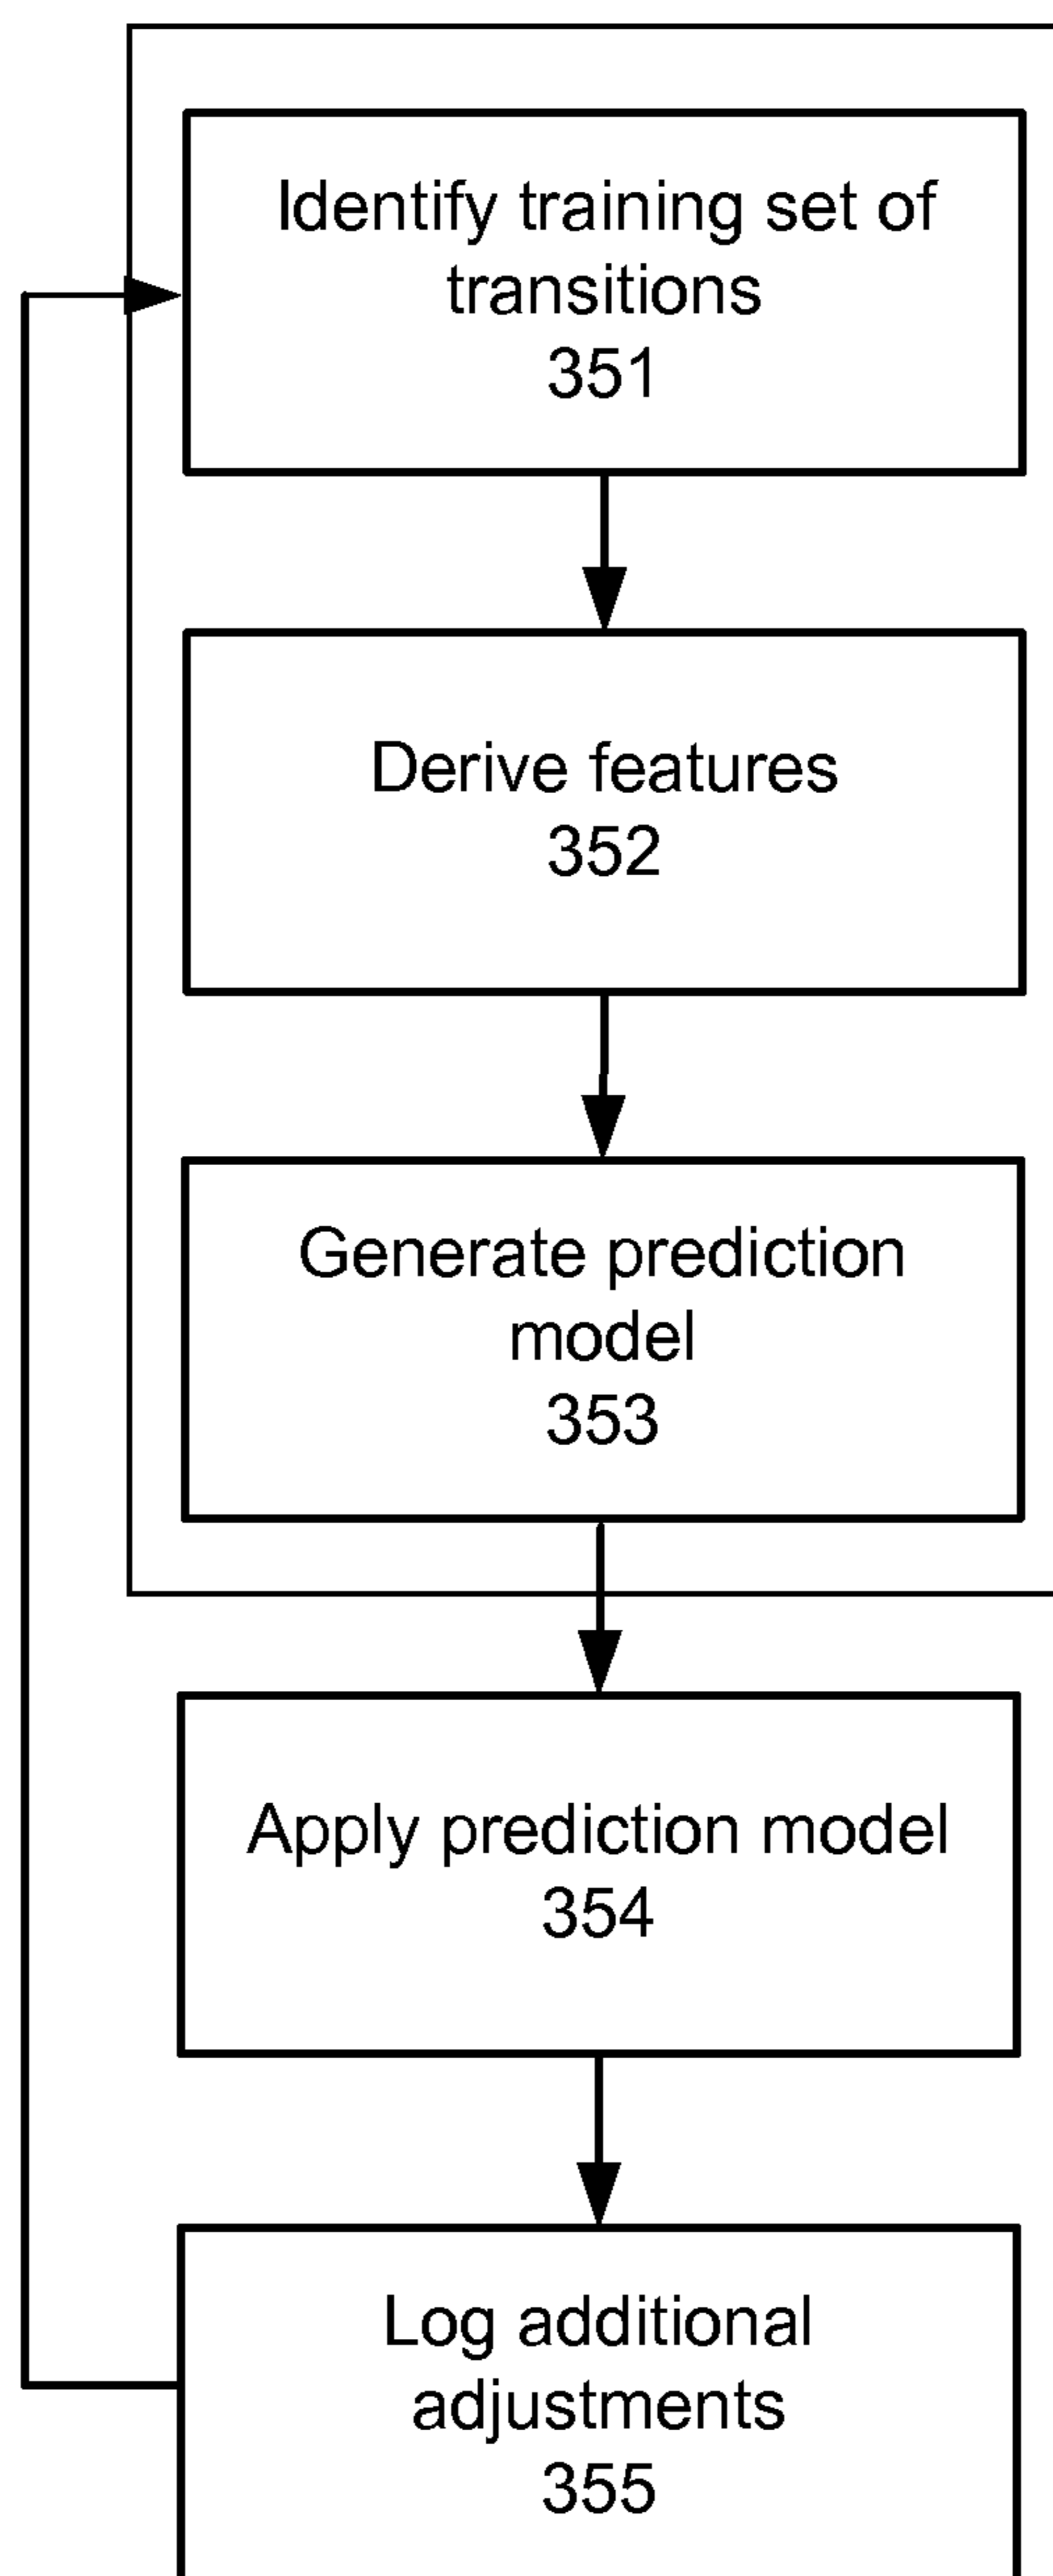 Identify training set of
transitions
351
Derive features
352
Generate prediction
model
353
Apply prediction model
354
Log additional
adjustments
355